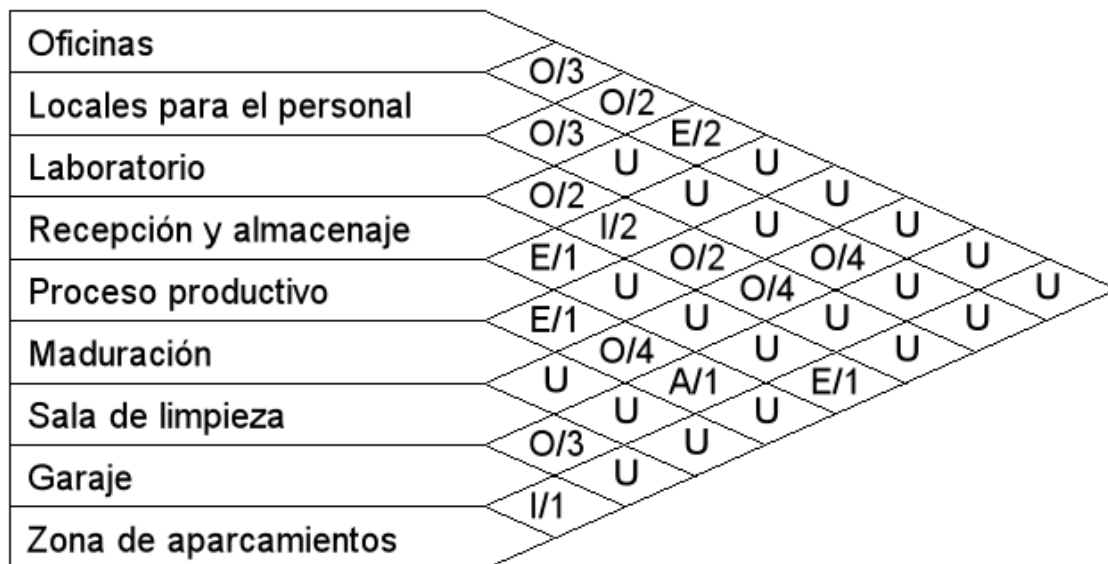 Oficinas
O/3
Locales para el personal O/2
O/3 E/2
Laboratorio U U
O/2 U U
Recepción y almacenaje I/2 U U
E/1 O/2 O/4 U
Proceso productivo U O/4 U U
E/1 U U U
Maduración O/4 U U
U A/1 E/1
Sala de limpieza U U
O/3 U
Garaje U
I/1
Zona de aparcamientos